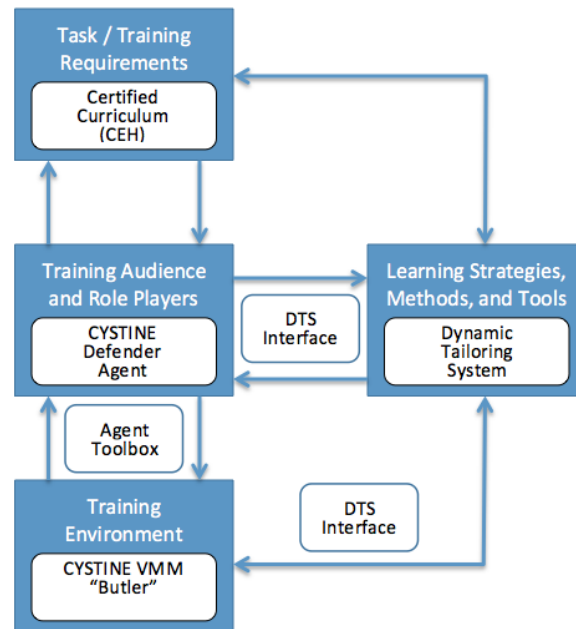 Task / Training
Requirements
Certified
Curriculum
(CEH)
Training Audience
and Role Players
CYSTINE
Defender
Agent
DTS
Interface
Learning Strategies,
Methods, and Tools
Dynamic
Tailoring
System
Agent
Toolbox
Training
Environment
CYSTINE VMM
“Butler”
DTS
Interface